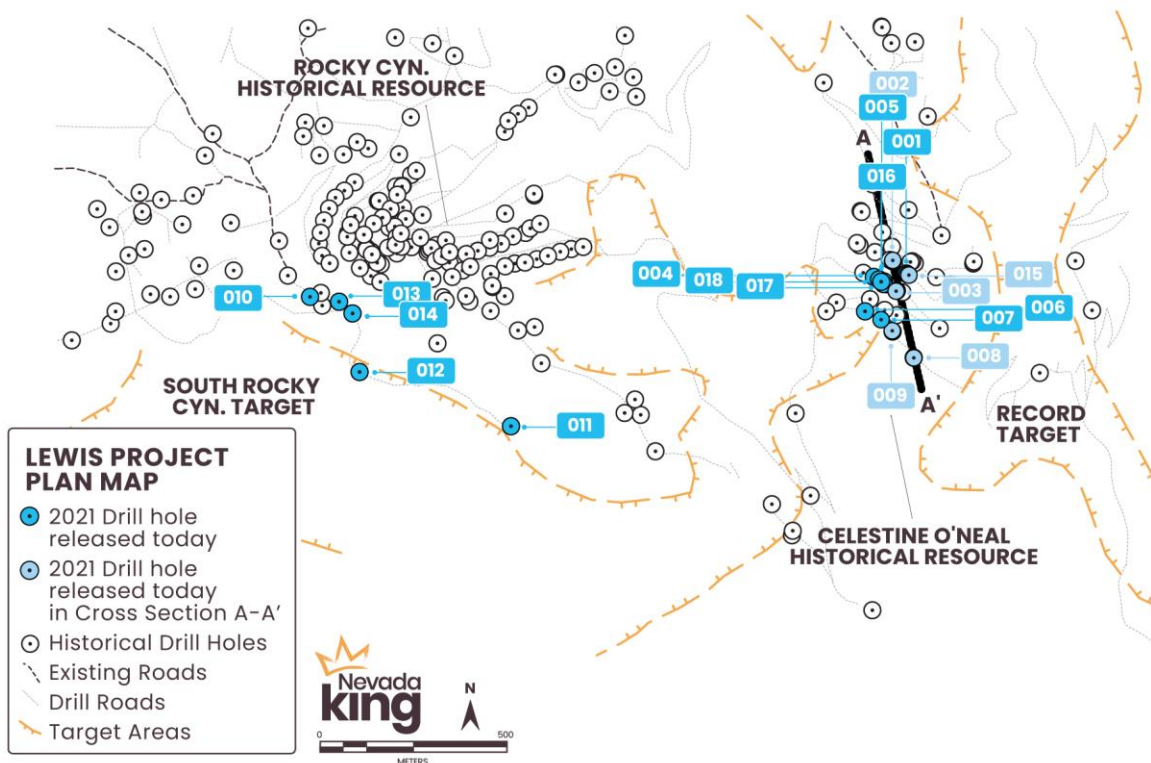 ROCKY CYN.
HISTORICAL RESOURCE
002
005
001
A
016
004
018
017
015
003
006
007
008
009
A'
010
013
014
012
011
SOUTH ROCKY
CYN. TARGET
RECORD
TARGET
CELESTINE O'NEAL
HISTORICAL RESOURCE
LEWIS PROJECT
PLAN MAP
2021 Drill hole
released today
2021 Drill hole
released today
in Cross Section A-A'
Historical Drill Holes
Existing Roads
Drill Roads
Target Areas
Nevada
king
N
0
500
METERS